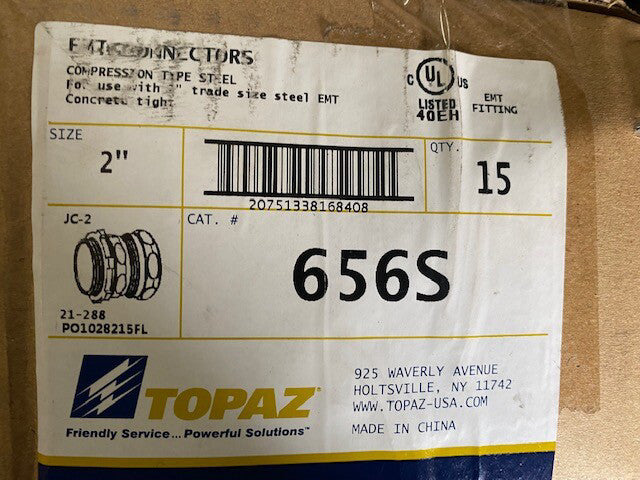 EMT CONNECTORS
COMPRESSION TYPE STEEL
For use with 2" trade size steel EMT
Concrete tight
C UL US
LISTED
40EH
EMT
FITTING
SIZE
2"
20751338168408
QTY.
15
JC-2
21-288
PO1028215FL
CAT. #
656S
TOPAZ
Friendly Service...Powerful Solutions™
925 WAVERLY AVENUE
HOLTSVILLE, NY 11742
WWW.TOPAZ-USA.COM
MADE IN CHINA